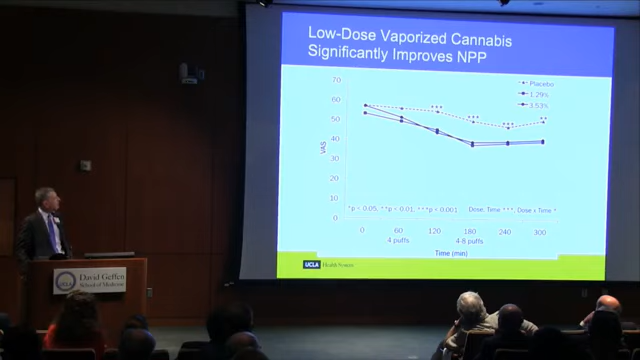 Low-Dose Vaporized Cannabis
Significantly Improves NPP
70
60
50
40
30
20
10
0
VAS
Placebo
1.29%
3.53%
***
***
***
**
*p < 0.05, **p < 0.01, ***p < 0.001
Dose, Time ***, Dose x Time *
0
60
120
180
240
300
4 puffs
4-8 puffs
Time (min)
UCLA Health System
UCLA
David Geffen
School of Medicine